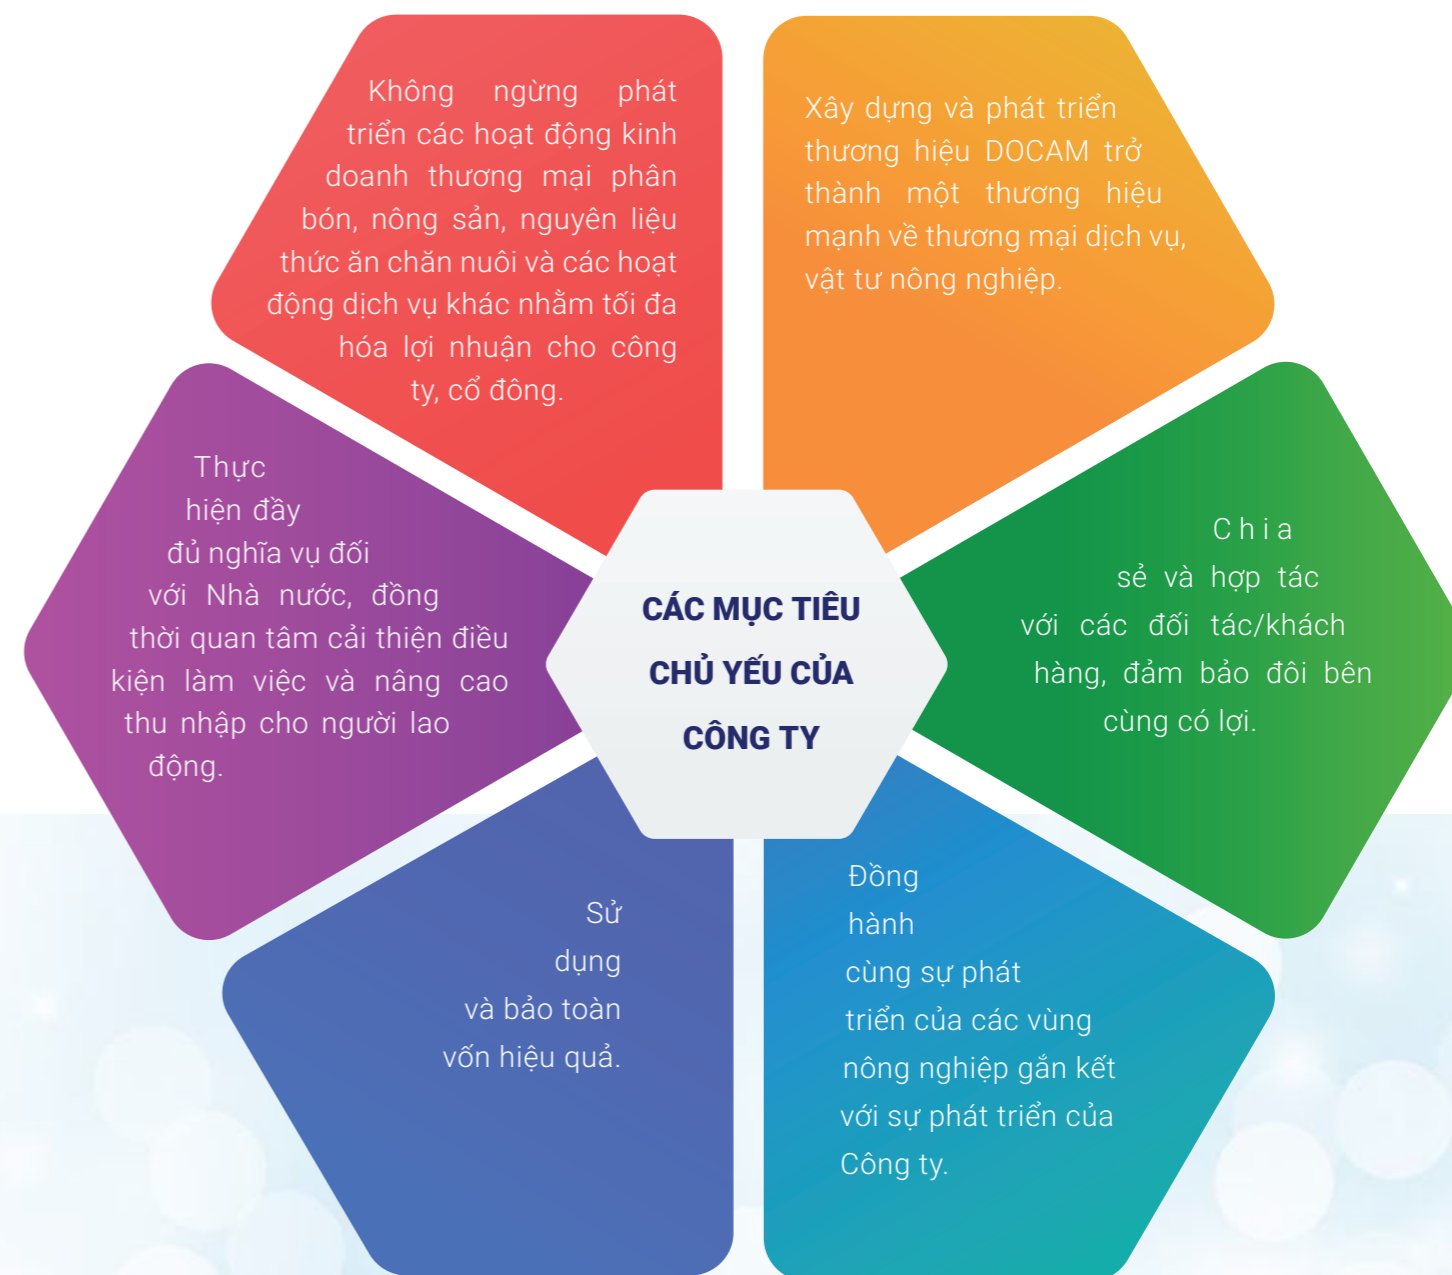 Không ngừng phát
triển các hoạt động kinh
doanh thương mại phân
bón, nông sản, nguyên liệu
thức ăn chăn nuôi và các hoạt
động dịch vụ khác nhằm tối đa
hóa lợi nhuận cho công
ty, cổ đông.
Xây dựng và phát triển
thương hiệu DOCAM trở
thành một thương hiệu
mạnh về thương mại dịch vụ,
vật tư nông nghiệp.
Thực
hiện đầy
đủ nghĩa vụ đối
với Nhà nước, đồng
thời quan tâm cải thiện điều
kiện làm việc và nâng cao
thu nhập cho người lao
động.
CÁC MỤC TIÊU
CHỦ YẾU CỦA
CÔNG TY
Chia
sẻ và hợp tác
với các đối tác/khách
hàng, đảm bảo đôi bên
cùng có lợi.
Sử
dụng
và bảo toàn
vốn hiệu quả.
Đồng
hành
cùng sự phát
triển của các vùng
nông nghiệp gắn kết
với sự phát triển của
Công ty.